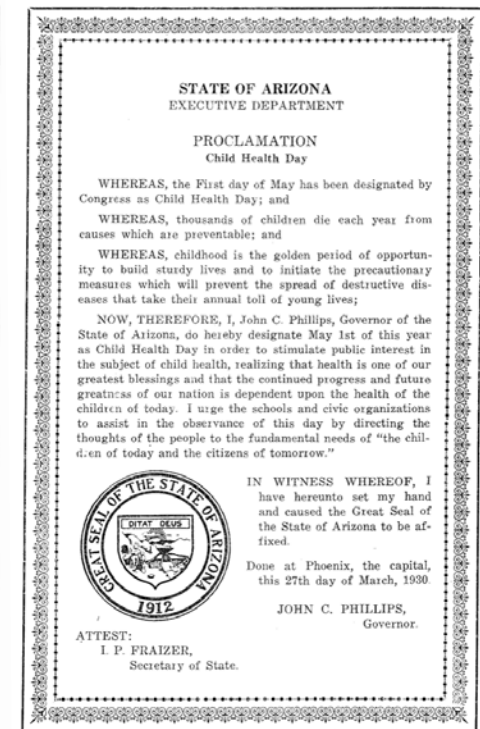 STATE OF ARIZONA
EXECUTIVE DEPARTMENT
PROCLAMATION
Child Health Day
WHEREAS, the First day of May has been designated by
Congress as Child Health Day; and
WHEREAS, thousands of children die each year from
causes which are preventable; and
WHEREAS, childhood is the golden period of opportun-
ity to build sturdy lives and to initiate the precautionary
measures which will prevent the spread of destructive dis-
eases that take their annual toll of young lives;
NOW, THEREFORE, I, John C. Phillips, Governor of the
State of Arizona, do hereby designate May 1st of this year
as Child Health Day in order to stimulate public interest in
the subject of child health, realizing that health is one of our
greatest blessings and that the continued progress and future
greatness of our nation is dependent upon the health of the
children of today. I urge the schools and civic organizations
to assist in the observance of this day by directing the
thoughts of the people to the fundamental needs of "the chil-
dren of today and the citizens of tomorrow."
GREAT SEAL OF THE STATE OF ARIZONA
DITAT DEUS
1912
IN WITNESS WHEREOF, I
have hereunto set my hand
and caused the Great Seal of
the State of Arizona to be af-
fixed.
Done at Phoenix, the capital,
this 27th day of March, 1930.
JOHN C. PHILLIPS,
Governor.
ATTEST:
I. P. FRAIZER,
Secretary of State.